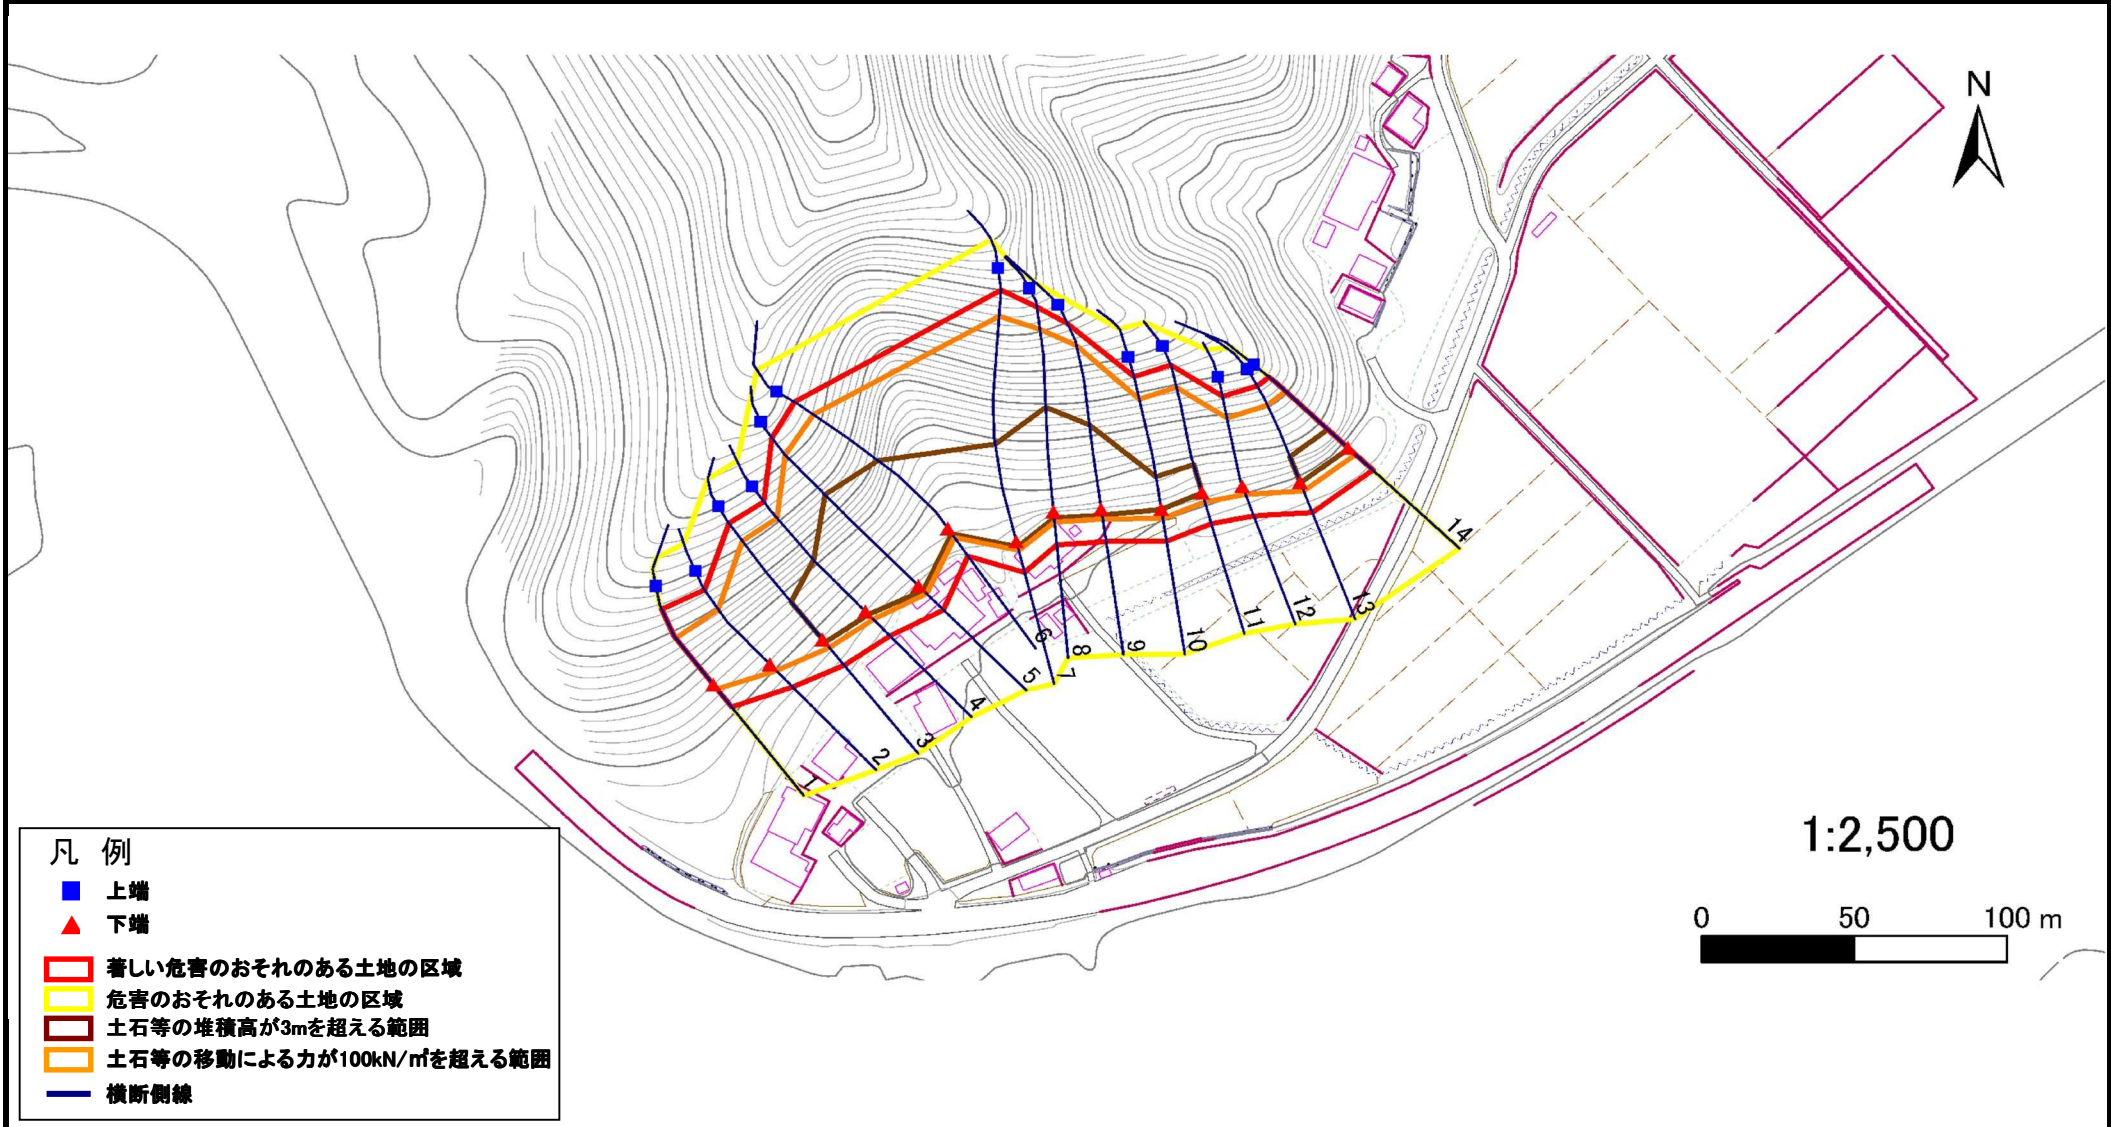 N
14
13
12
11
10
9
8
7
6
5
4
3
2
1
1:2,500
0 50 100 m
凡 例
上端
下端
著しい危害のおそれのある土地の区域
危害のおそれのある土地の区域
土石等の堆積高が3mを超える範囲
土石等の移動による力が100kN/㎡を超える範囲
横断側線